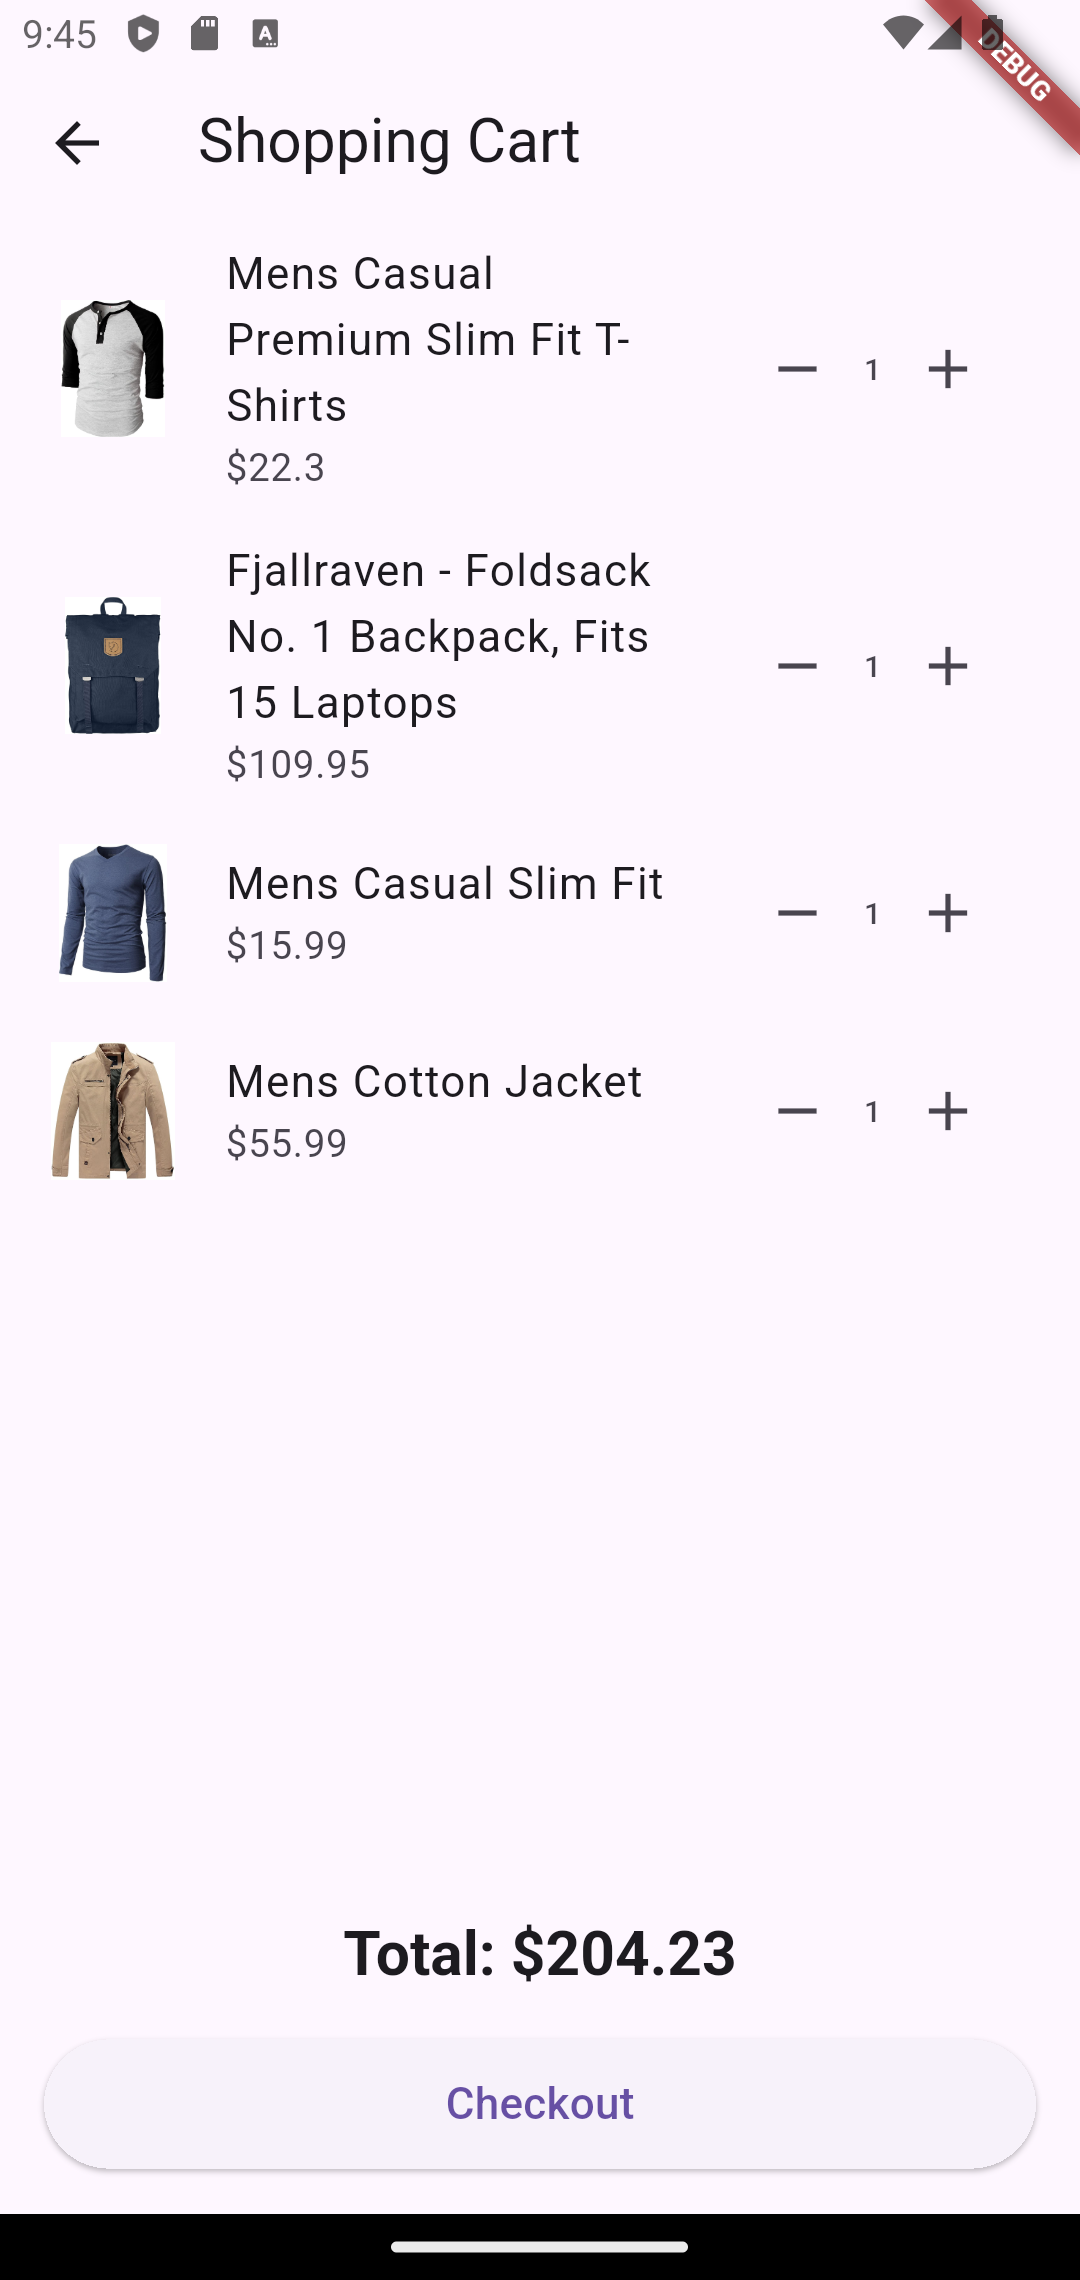 9:45
DEBUG
Shopping Cart
Mens Casual
Premium Slim Fit T-
Shirts
$22.3
1
Fjallraven - Foldsack
No. 1 Backpack, Fits
15 Laptops
$109.95
1
Mens Casual Slim Fit
$15.99
1
Mens Cotton Jacket
$55.99
1
Total: $204.23
Checkout